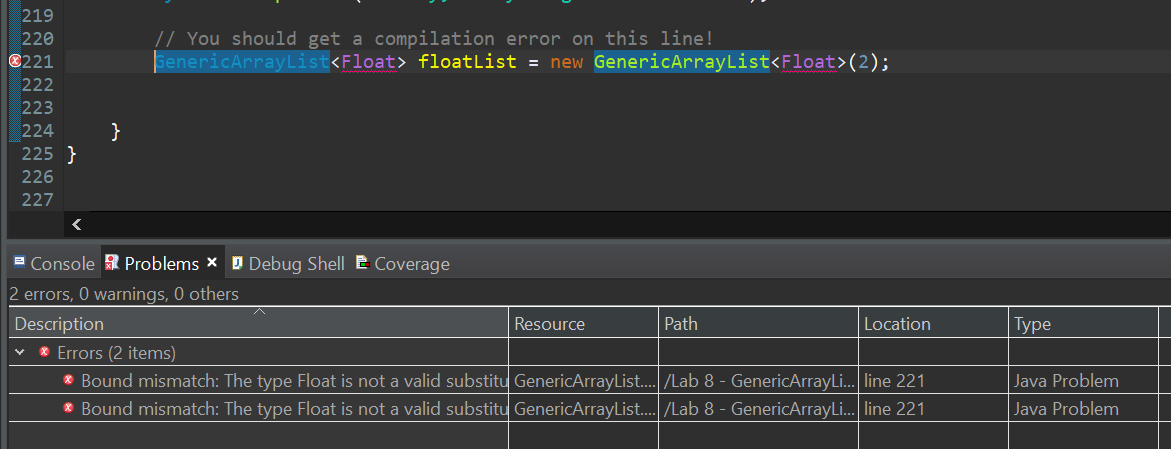 219
220 // You should get a compilation error on this line!
221 GenericArrayList<Float> floatList = new GenericArrayList<Float>(2);
222
223
224 }
225 }
226
227
Console Problems Debug Shell Coverage
2 errors, 0 warnings, 0 others
Description Resource Path Location Type
Errors (2 items)
Bound mismatch: The type Float is not a valid substitu GenericArrayList.... /Lab 8 - GenericArrayLi... line 221 Java Problem
Bound mismatch: The type Float is not a valid substitu GenericArrayList.... /Lab 8 - GenericArrayLi... line 221 Java Problem